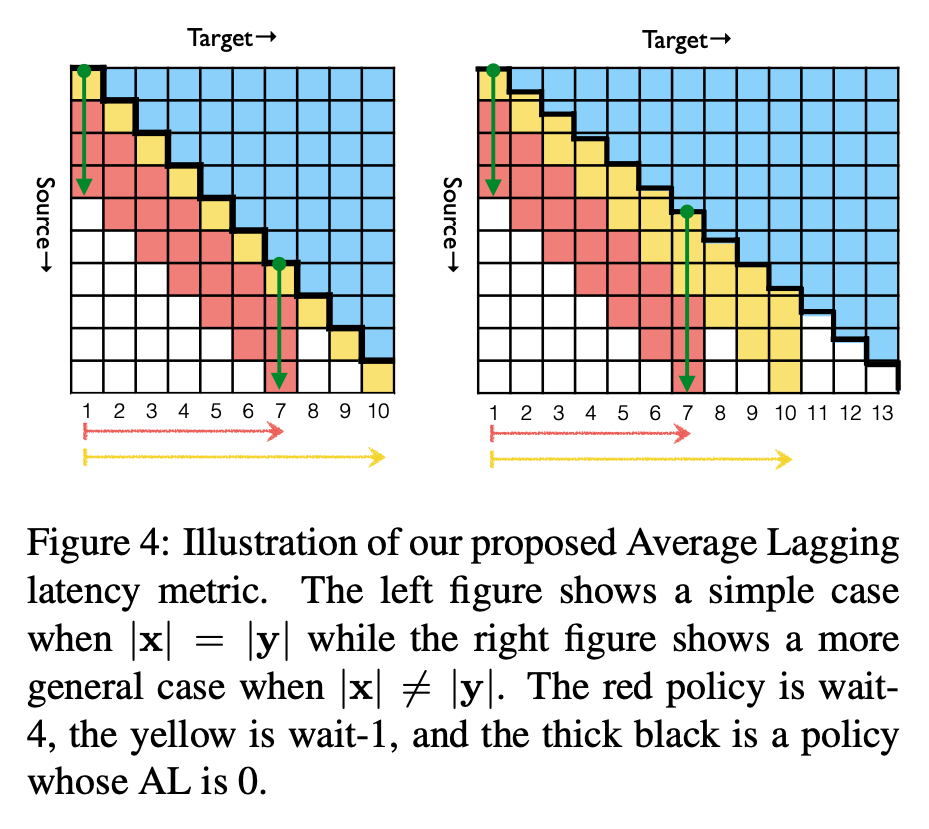 Target→ Target→
Source→ Source→
1 2 3 4 5 6 7 8 9 10 1 2 3 4 5 6 7 8 9 10 11 12 13
Figure 4: Illustration of our proposed Average Lagging
latency metric. The left figure shows a simple case
when |x| = |y| while the right figure shows a more
general case when |x| ≠ |y|. The red policy is wait-
4, the yellow is wait-1, and the thick black is a policy
whose AL is 0.